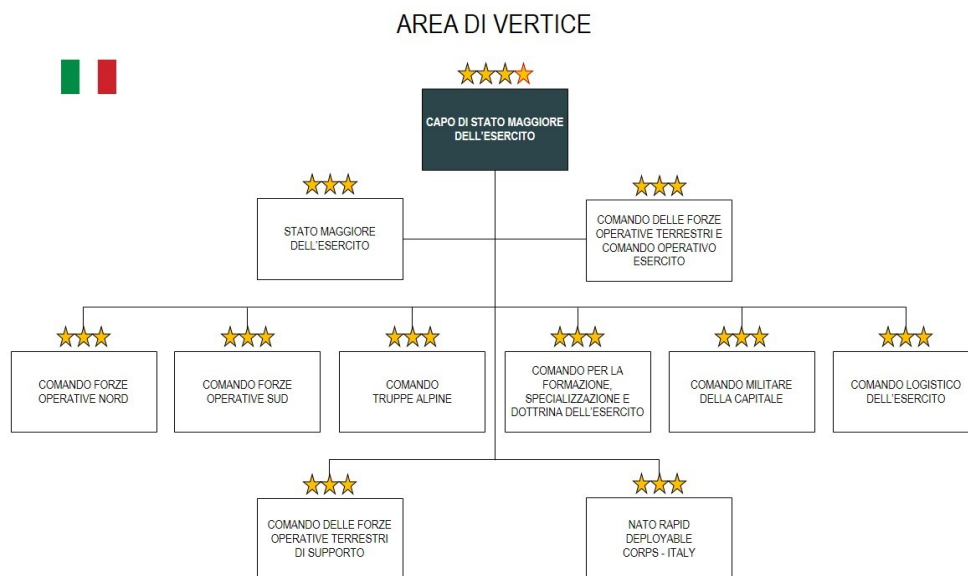 AREA DI VERTICE
CAPO DI STATO MAGGIORE
DELL'ESERCITO
STATO MAGGIORE
DELL'ESERCITO
COMANDO DELLE FORZE
OPERATIVE TERRESTRI E
COMANDO OPERATIVO
ESERCITO
COMANDO FORZE
OPERATIVE NORD
COMANDO FORZE
OPERATIVE SUD
COMANDO
TRUPPE ALPINE
COMANDO PER LA
FORMAZIONE,
SPECIALIZZAZIONE E
DOTTRINA DELL'ESERCITO
COMANDO MILITARE
DELLA CAPITALE
COMANDO LOGISTICO
DELL'ESERCITO
COMANDO DELLE FORZE
OPERATIVE TERRESTRI
DI SUPPORTO
NATO RAPID
DEPLOYABLE
CORPS - ITALY